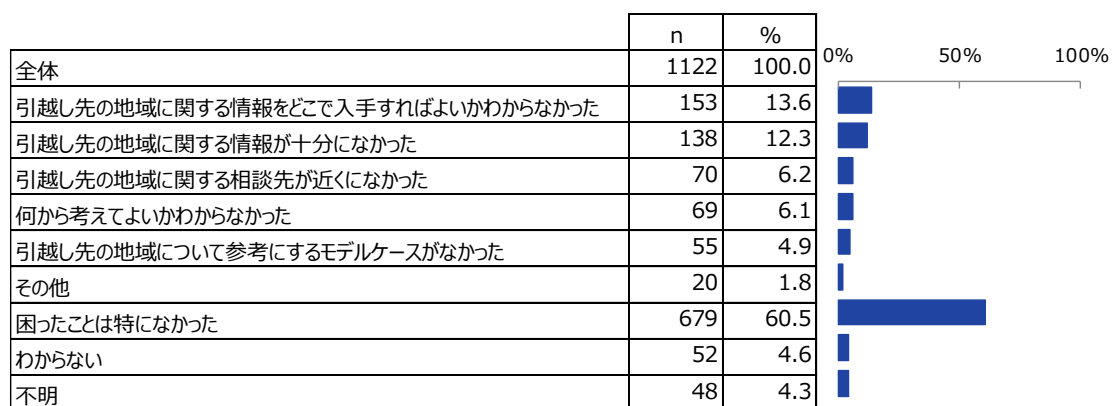 n % 0% 50% 100%
全体 1122 100.0
引越し先の地域に関する情報をどこで入手すればよいかわからなかった 153 13.6
引越し先の地域に関する情報が十分になかった 138 12.3
引越し先の地域に関する相談先が近くになかった 70 6.2
何から考えてよいかわからなかった 69 6.1
引越し先の地域について参考にするモデルケースがなかった 55 4.9
その他 20 1.8
困ったことは特になかった 679 60.5
わからない 52 4.6
不明 48 4.3